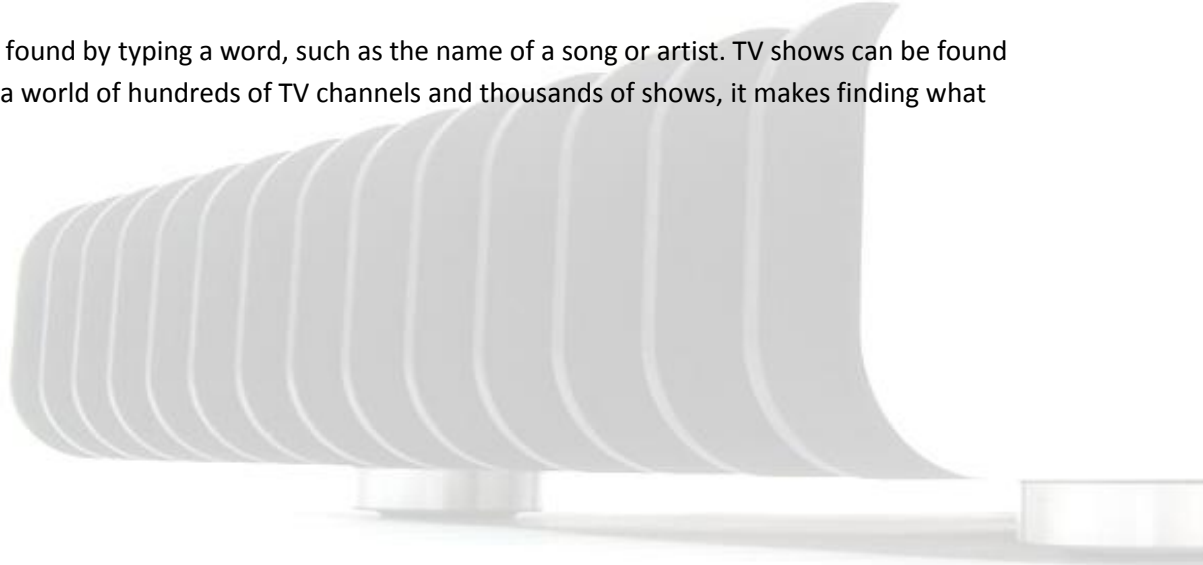 found by typing a word, such as the name of a song or artist. TV shows can be found
a world of hundreds of TV channels and thousands of shows, it makes finding what